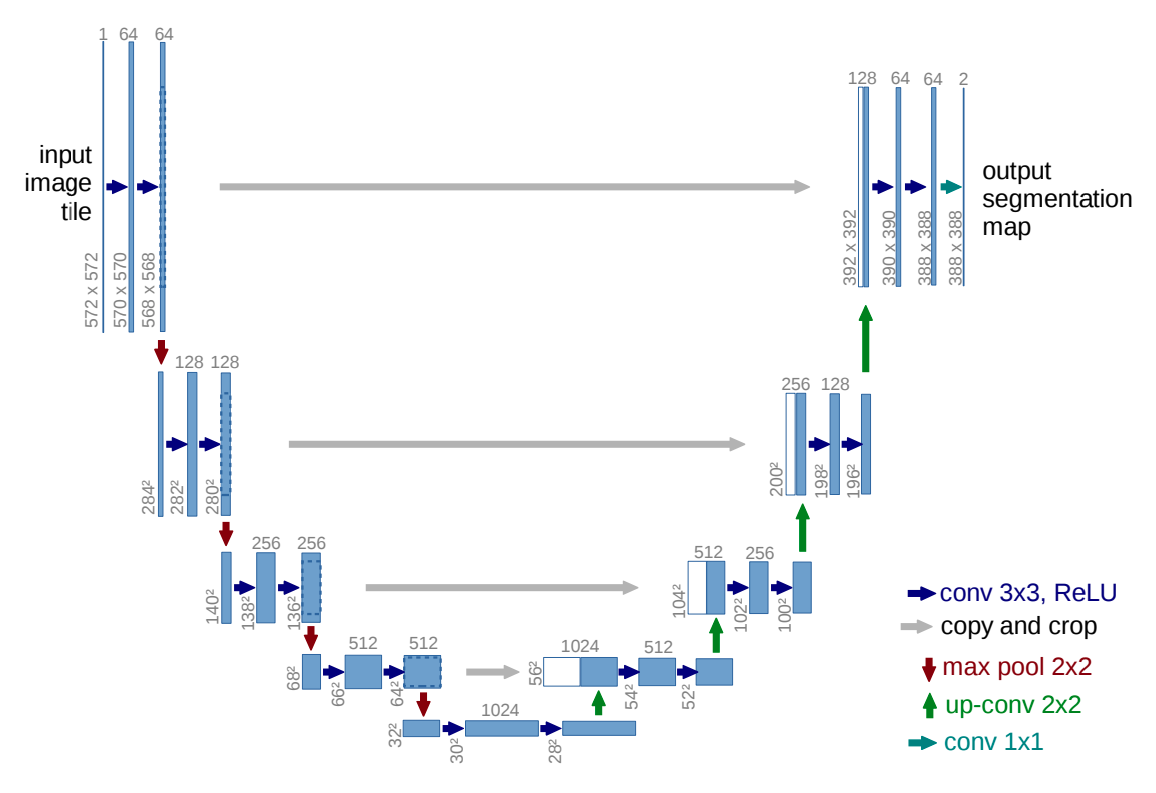 1 64 64
input
image
tile
572 x 572
570 x 570
568 x 568
128 64 64 2
output
segmentation
map
392 x 392
390 x 390
388 x 388
388 x 388
128 128
284²
282²
280²
256 128
200²
198²
196²
256 256
140²
138²
136²
512 256
104²
102²
100²
512 512
68²
66²
64²
1024 512
56²
54²
52²
1024
32²
30²
28²
conv 3x3, ReLU
copy and crop
max pool 2x2
up-conv 2x2
conv 1x1